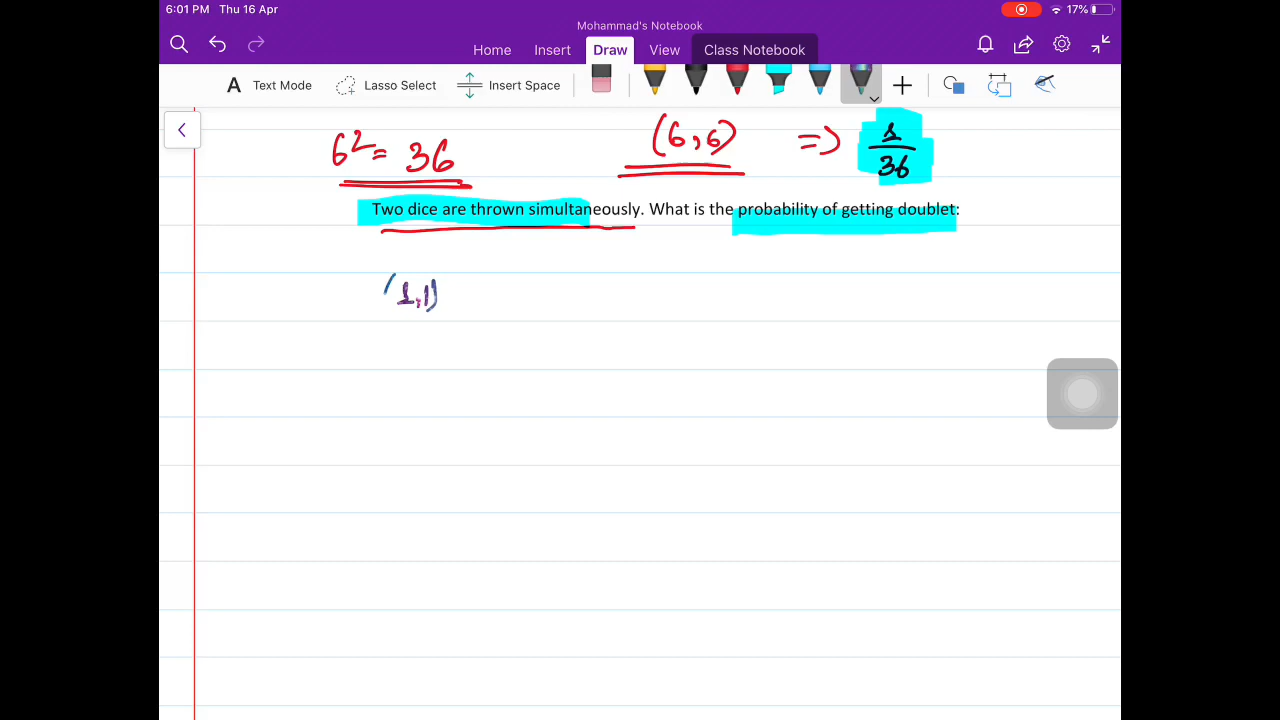 6:01 PM Thu 16 Apr 17%
Mohammad's Notebook
Home Insert Draw View Class Notebook
A Text Mode Lasso Select Insert Space
6² = 36 (6,6) => 1/36
Two dice are thrown simultaneously. What is the probability of getting doublet:
(1,1)